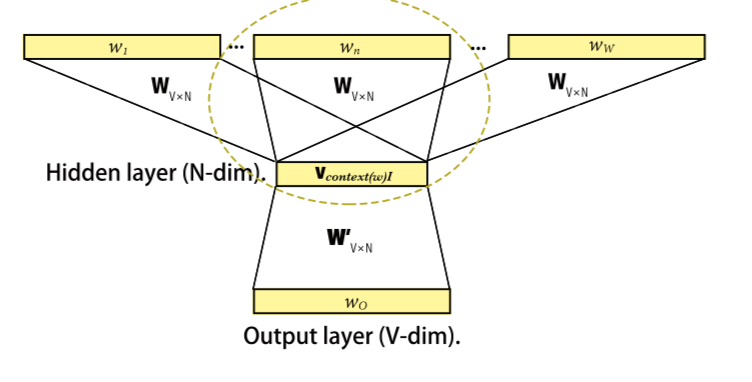 w1 ... wn ... wW
WV×N WV×N WV×N
Hidden layer (N-dim). vcontext(w)I
W'V×N
wO
Output layer (V-dim).